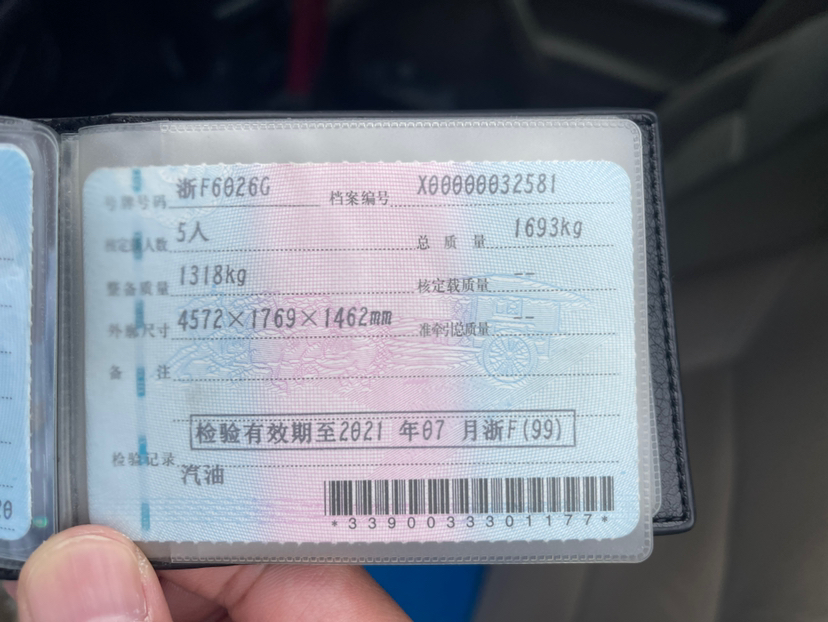 号牌号码 浙F6026G 档案编号 X00000032581
核定载人数 5人 总质量 1693kg
整备质量 1318kg 核定载质量 --
外廓尺寸 4572×1769×1462mm 准牵引总质量 --
备注
检验有效期至2021 年07 月浙F(99)
检验记录
汽油
*3390033301177*